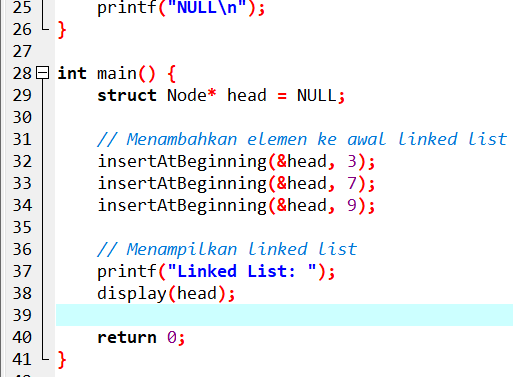 25 printf("NULL\n");
26 }
27
28 int main() {
29 struct Node* head = NULL;
30
31 // Menambahkan elemen ke awal linked list
32 insertAtBeginning(&head, 3);
33 insertAtBeginning(&head, 7);
34 insertAtBeginning(&head, 9);
35
36 // Menampilkan linked list
37 printf("Linked List: ");
38 display(head);
39
40 return 0;
41 }